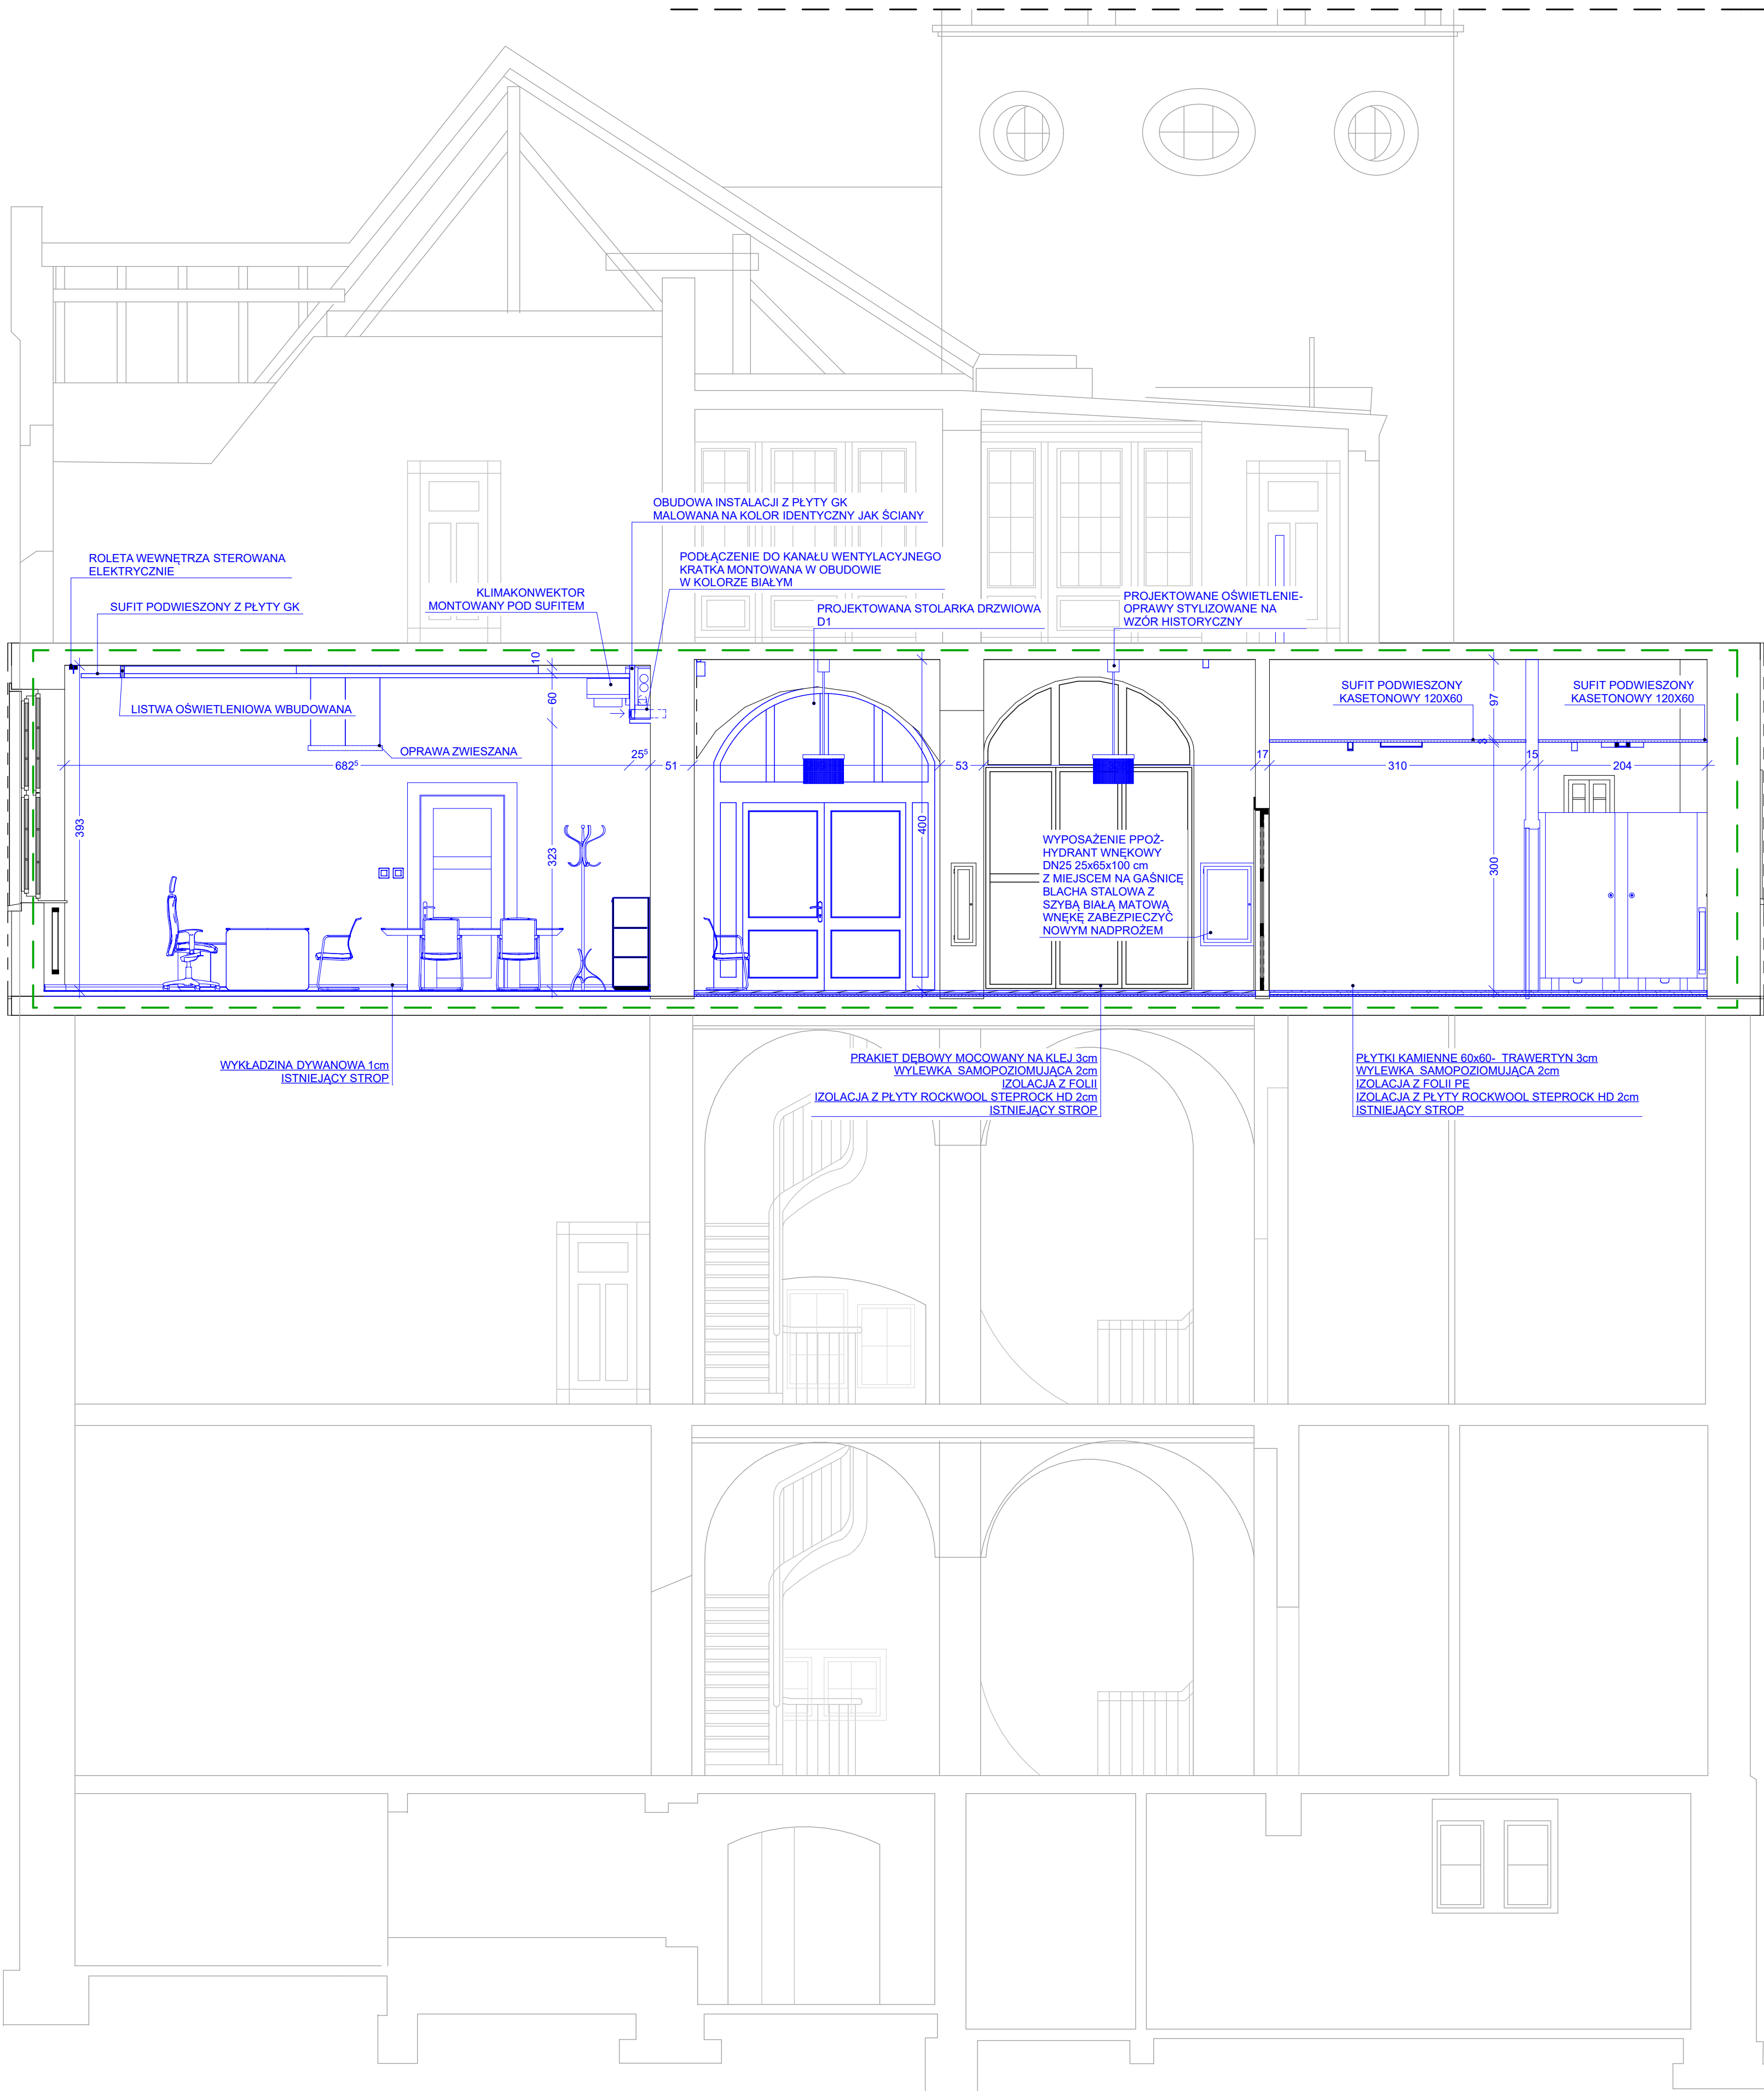 OBUDOWA INSTALACJI Z PŁYTY GK
MALOWANA NA KOLOR IDENTYCZNY JAK ŚCIANY
ROLETA WEWNĘTRZA STEROWANA
ELEKTRYCZNIE
PODŁĄCZENIE DO KANAŁU WENTYLACYJNEGO
KRATKA MONTOWANA W OBUDOWIE
W KOLORZE BIAŁYM
SUFIT PODWIESZONY Z PŁYTY GK
KLIMAKONWEKTOR
MONTOWANY POD SUFITEM
PROJEKTOWANA STOLARKA DRZWIOWA
D1
PROJEKTOWANE OŚWIETLENIE-
OPRAWY STYLIZOWANE NA
WZÓR HISTORYCZNY
10
60
LISTWA OŚWIETLENIOWA WBUDOWANA
OPRAWA ZWIESZANA
SUFIT PODWIESZONY
KASETONOWY 120X60
SUFIT PODWIESZONY
KASETONOWY 120X60
97
3
682⁵
25⁵
51
53
17
310
15
204
393
323
400
300
WYPOSAŻENIE PPOŻ-
HYDRANT WNĘKOWY
DN25 25x65x100 cm
Z MIEJSCEM NA GAŚNICĘ
BLACHA STALOWA Z
SZYBĄ BIAŁĄ MATOWĄ
WNĘKĘ ZABEZPIECZYĆ
NOWYM NADPROŻEM
WYKŁADZINA DYWANOWA 1cm
ISTNIEJĄCY STROP
PRAKIET DĘBOWY MOCOWANY NA KLEJ 3cm
WYLEWKA SAMOPOZIOMUJĄCA 2cm
IZOLACJA Z FOLII
IZOLACJA Z PŁYTY ROCKWOOL STEPROCK HD 2cm
ISTNIEJĄCY STROP
PŁYTKI KAMIENNE 60x60- TRAWERTYN 3cm
WYLEWKA SAMOPOZIOMUJĄCA 2cm
IZOLACJA Z FOLII PE
IZOLACJA Z PŁYTY ROCKWOOL STEPROCK HD 2cm
ISTNIEJĄCY STROP